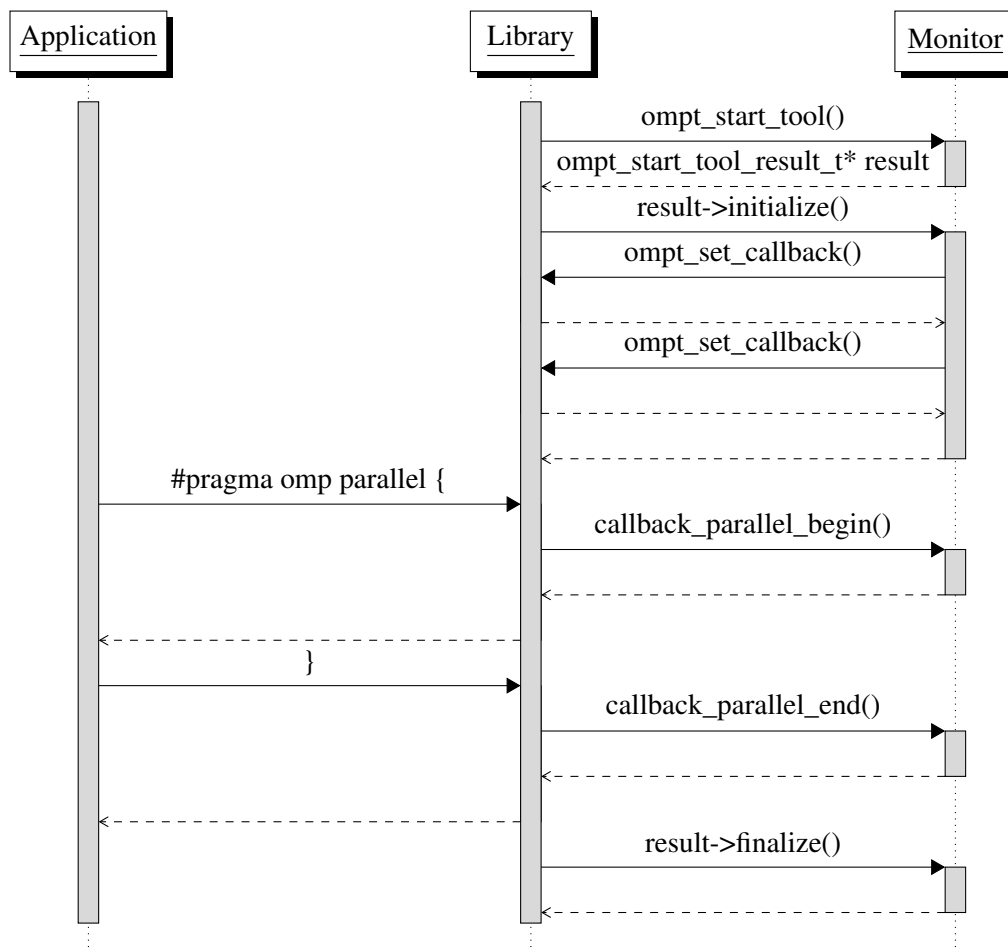 Application
Library
Monitor
ompt_start_tool()
ompt_start_tool_result_t* result
result->initialize()
ompt_set_callback()
ompt_set_callback()
#pragma omp parallel {
callback_parallel_begin()
}
callback_parallel_end()
result->finalize()